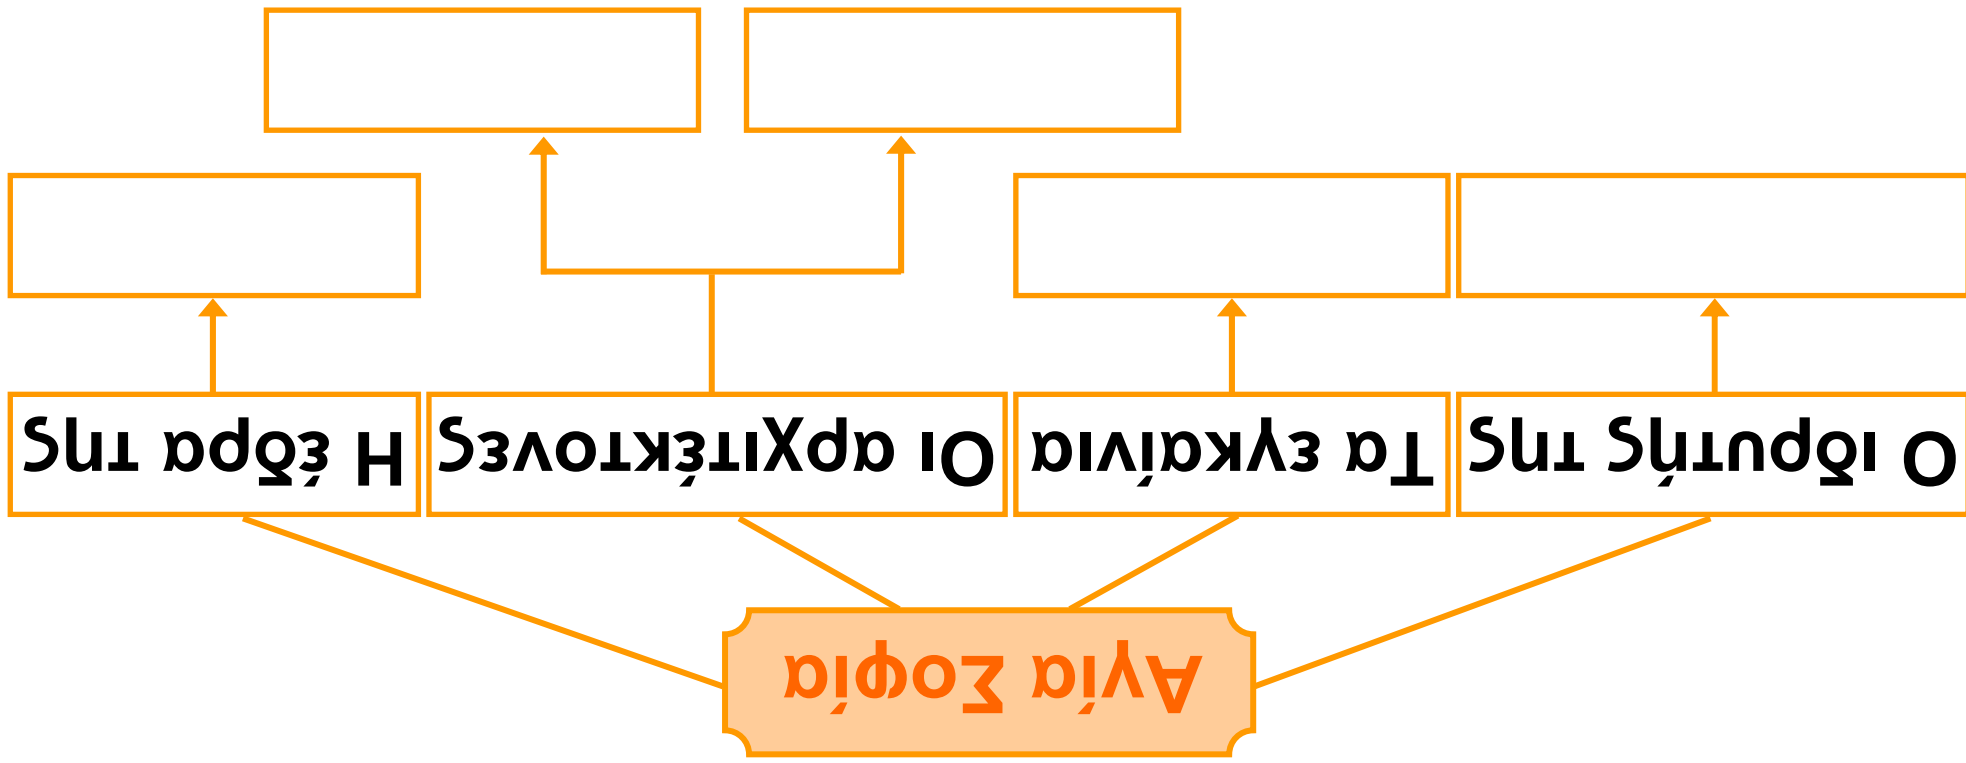 Αγία Σοφία
Ο ιδρυτής της
Τα εγκαίνια
Οι αρχιτέκτονες
Η έδρα της